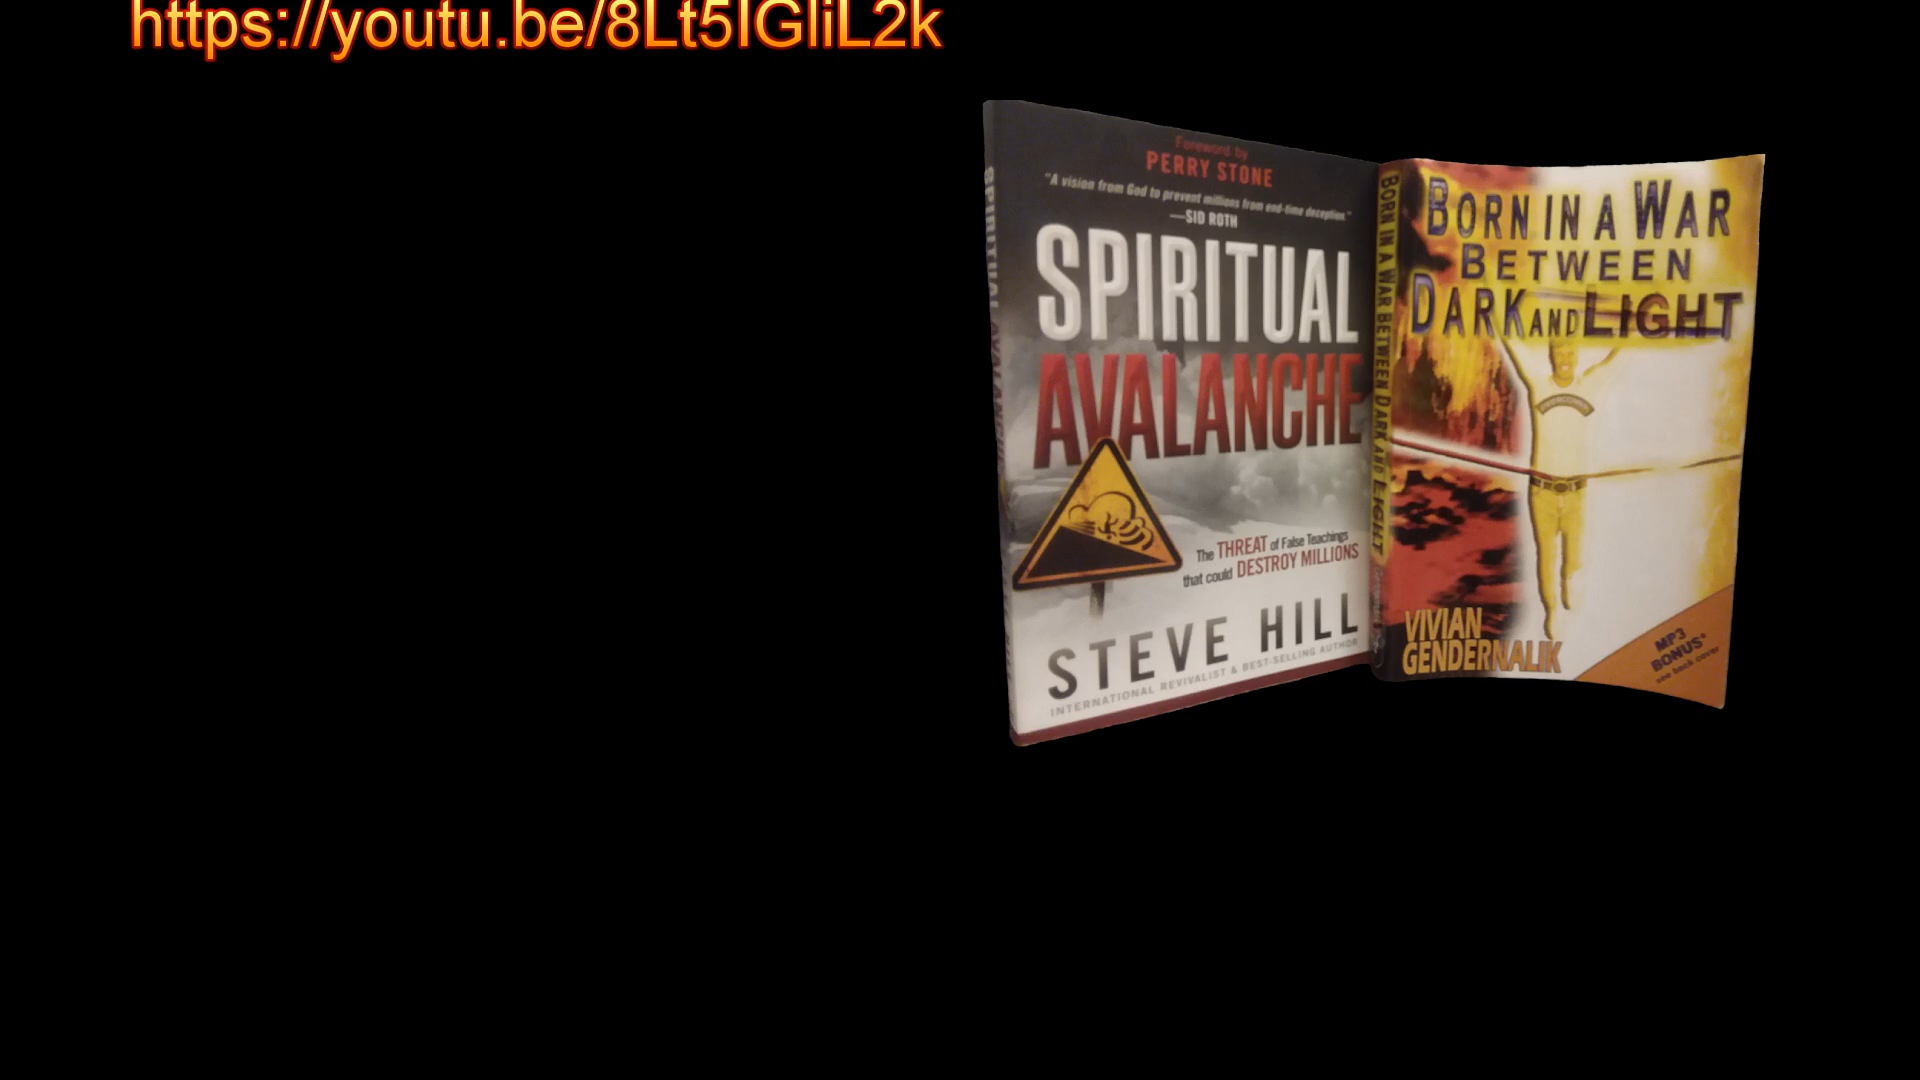 https://youtu.be/8Lt5IGIiL2k
SPIRITUAL AVALANCHE
Foreword by
PERRY STONE
"A vision from God to prevent millions from end-time deception."
—SID ROTH
SPIRITUAL
AVALANCHE
The THREAT of False Teachings
that could DESTROY MILLIONS
STEVE HILL
INTERNATIONAL REVIVALIST & BEST-SELLING AUTHOR
BORN IN A WAR BETWEEN DARK AND LIGHT
BORN IN A WAR
BETWEEN
DARK AND LIGHT
VIVIAN
GENDERNALIK
MP3
BONUS*
see back cover